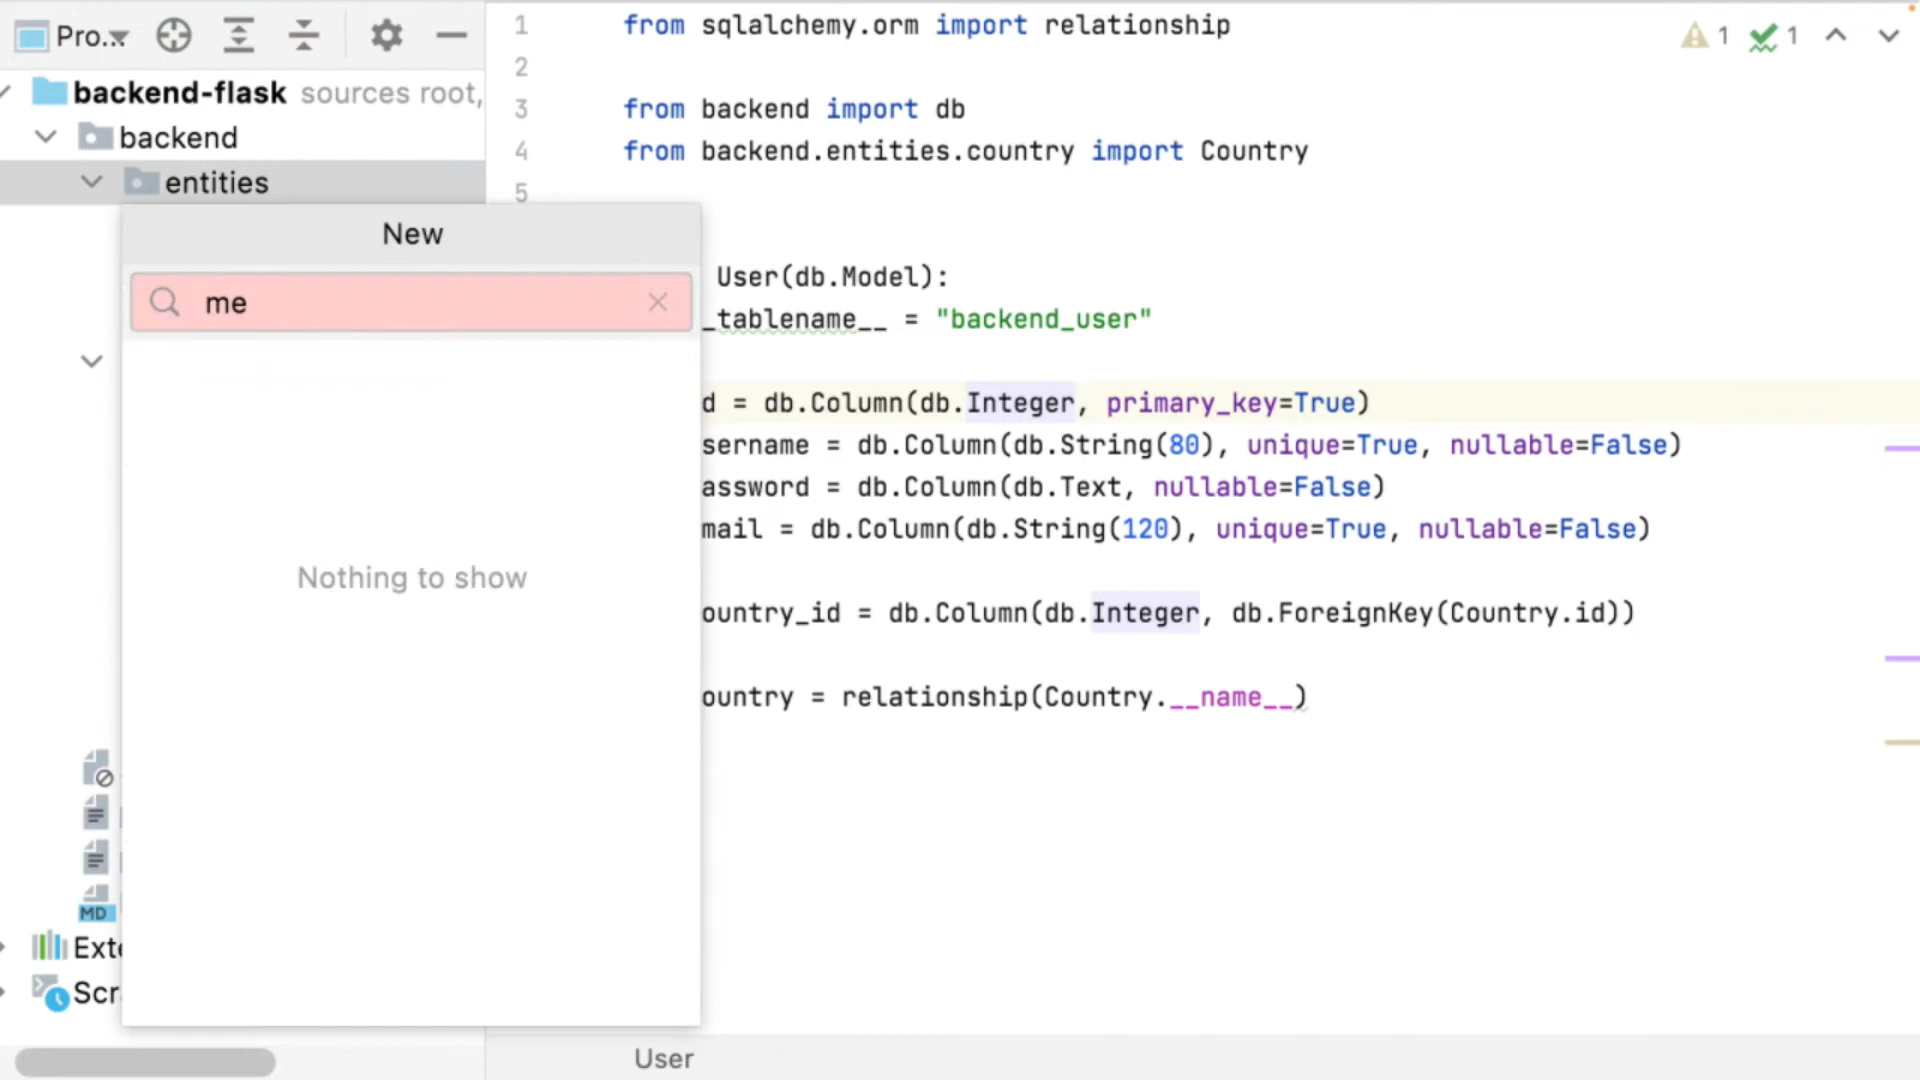 Pro...
backend-flask sources root,
backend
entities
New
me
Nothing to show
MD
Exte
Scr
1
2
3
4
5
from sqlalchemy.orm import relationship
from backend import db
from backend.entities.country import Country
User(db.Model):
_tablename__ = "backend_user"
d = db.Column(db.Integer, primary_key=True)
sername = db.Column(db.String(80), unique=True, nullable=False)
assword = db.Column(db.Text, nullable=False)
mail = db.Column(db.String(120), unique=True, nullable=False)
ountry_id = db.Column(db.Integer, db.ForeignKey(Country.id))
ountry = relationship(Country.__name__)
1
1
User